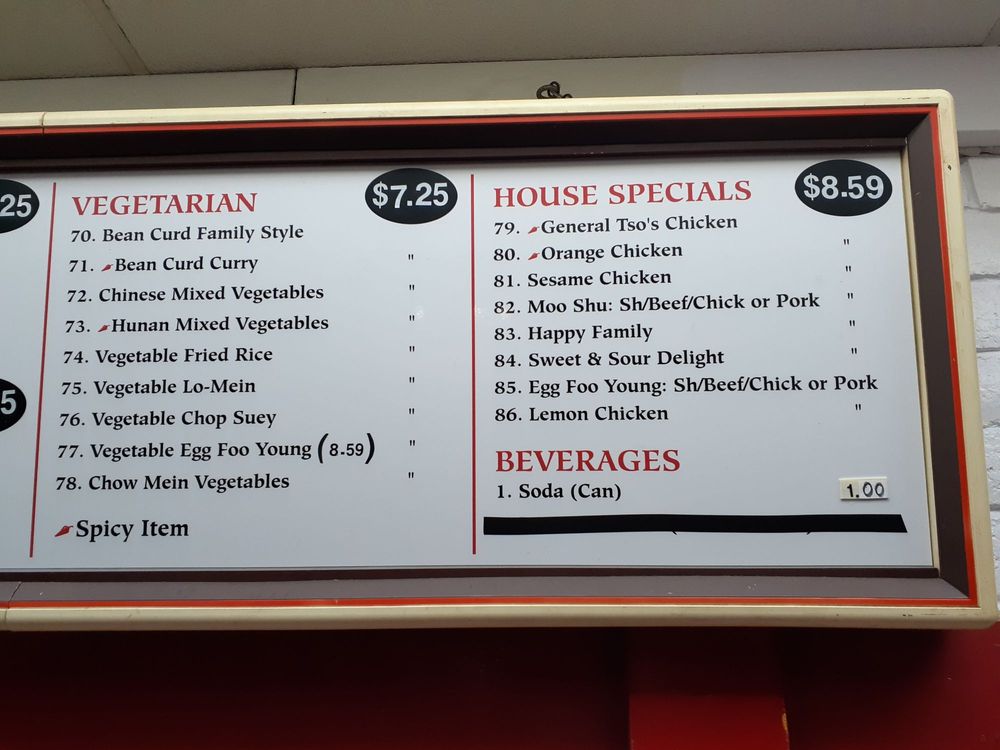 25
5
VEGETARIAN $7.25
70. Bean Curd Family Style
71. Bean Curd Curry "
72. Chinese Mixed Vegetables "
73. Hunan Mixed Vegetables "
74. Vegetable Fried Rice "
75. Vegetable Lo-Mein "
76. Vegetable Chop Suey "
77. Vegetable Egg Foo Young (8.59) "
78. Chow Mein Vegetables "
Spicy Item
HOUSE SPECIALS $8.59
79. General Tso's Chicken
80. Orange Chicken "
81. Sesame Chicken "
82. Moo Shu: Sh/Beef/Chick or Pork "
83. Happy Family "
84. Sweet & Sour Delight "
85. Egg Foo Young: Sh/Beef/Chick or Pork
86. Lemon Chicken "
BEVERAGES
1. Soda (Can) 1.00